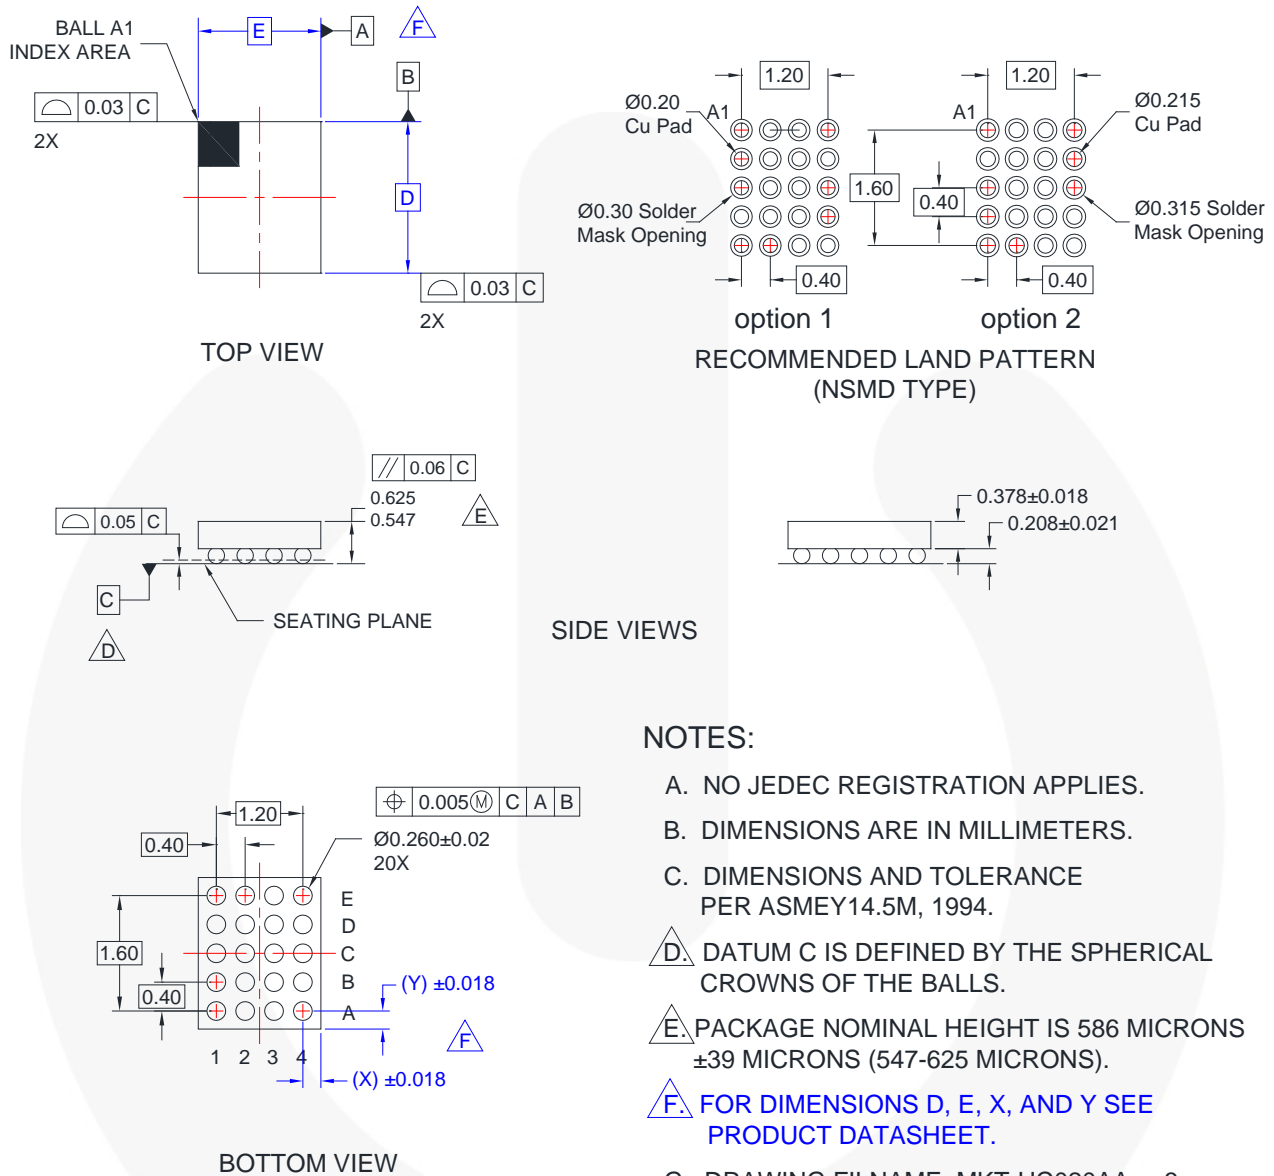 BALL A1
INDEX AREA
E
A
F
B
0.03 C
2X
D
0.03 C
2X
TOP VIEW
1.20
1.20
Ø0.20
Cu Pad
A1
A1
Ø0.215
Cu Pad
1.60
0.40
Ø0.30 Solder
Mask Opening
Ø0.315 Solder
Mask Opening
0.40
0.40
option 1
option 2
RECOMMENDED LAND PATTERN
(NSMD TYPE)
// 0.06 C
0.625
0.547
E
0.05 C
C
D
SEATING PLANE
0.378±0.018
0.208±0.021
SIDE VIEWS
1.20
0.40
0.005 Ⓜ C A B
Ø0.260±0.02
20X
1.60
0.40
E
D
C
B
A
(Y) ±0.018
F
1 2 3 4
(X) ±0.018
BOTTOM VIEW
NOTES:
A. NO JEDEC REGISTRATION APPLIES.
B. DIMENSIONS ARE IN MILLIMETERS.
C. DIMENSIONS AND TOLERANCE
PER ASMEY14.5M, 1994.
D. DATUM C IS DEFINED BY THE SPHERICAL
CROWNS OF THE BALLS.
E. PACKAGE NOMINAL HEIGHT IS 586 MICRONS
±39 MICRONS (547-625 MICRONS).
F. FOR DIMENSIONS D, E, X, AND Y SEE
PRODUCT DATASHEET.
DRAWING FILNAME: